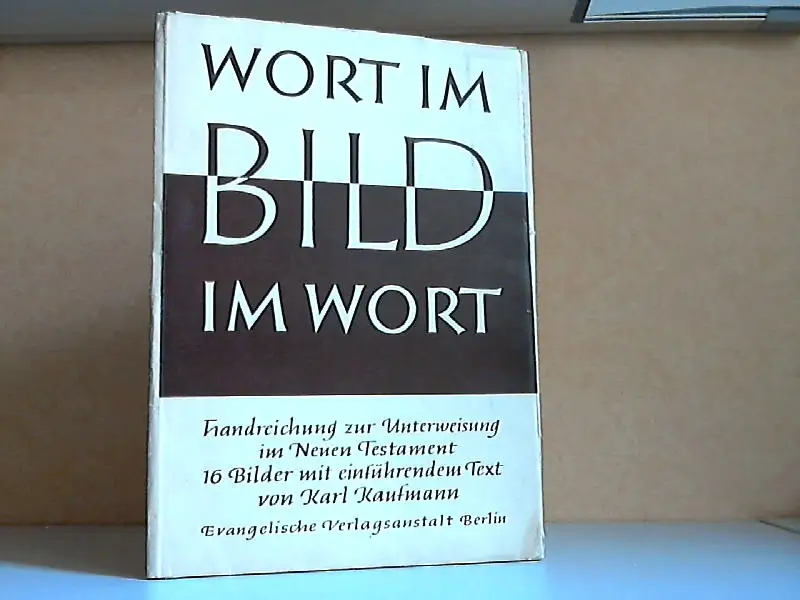 WORT IM
BILD
IM WORT
Handreichung zur Unterweisung
im Neuen Testament
16 Bilder mit einführendem Text
von Karl Kaufmann
Evangelische Verlagsanstalt Berlin